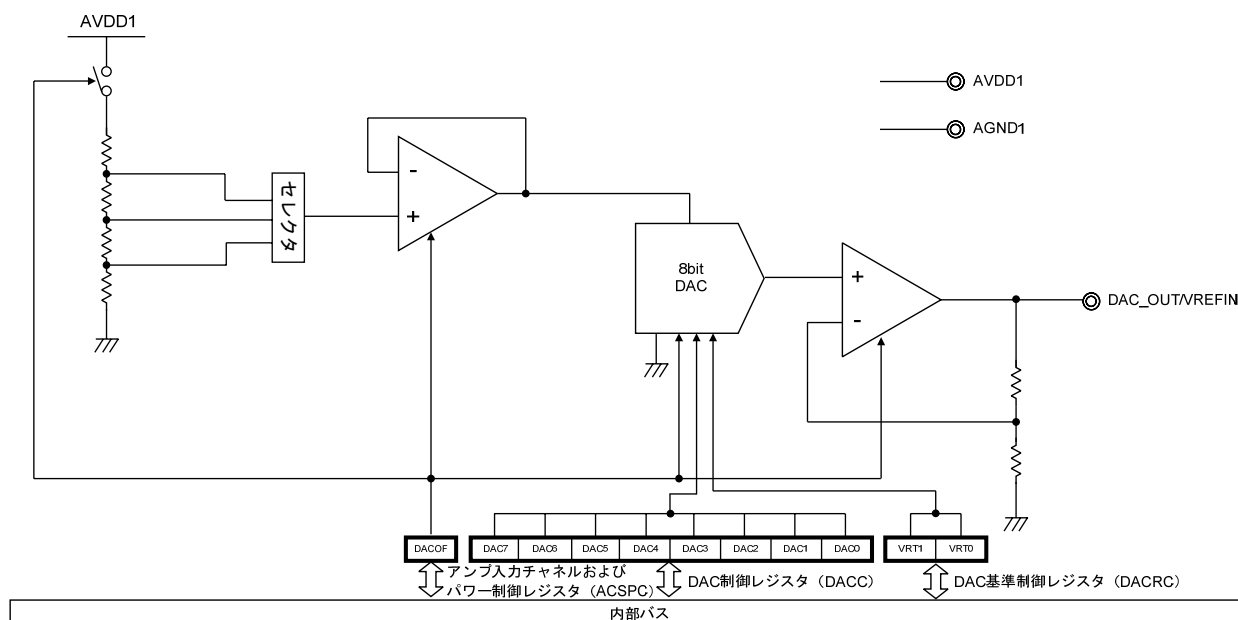 AVDD1
AVDD1
AGND1
セレクタ
-
+
8bit
DAC
+
-
DAC_OUT/VREFIN
DACOF
DAC7 DAC6 DAC5 DAC4 DAC3 DAC2 DAC1 DAC0
VRT1 VRT0
アンプ入力チャネルおよび
パワー制御レジスタ（ACSPC）
DAC制御レジスタ（DACC）
DAC基準制御レジスタ（DACRC）
内部バス